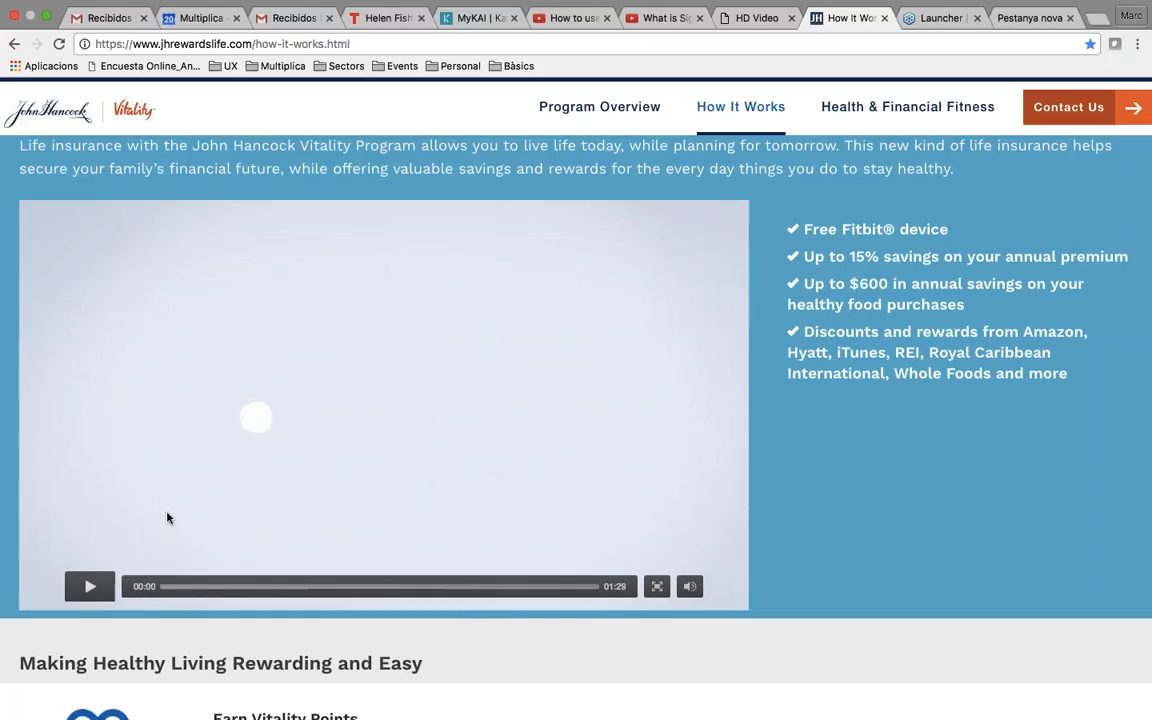 Recibidos
20 Multiplica -
Recibidos
T Helen Fish
K MyKAI | Ka
How to use
What is Sig
HD Video
JH How It Wor
Launcher |
Pestanya nova
Marc
https://www.jhrewardslife.com/how-it-works.html
Aplicacions
Encuesta Online_An...
UX
Multiplica
Sectors
Events
Personal
Bàsics
John Hancock
Vitality
Program Overview
How It Works
Health & Financial Fitness
Contact Us
Life insurance with the John Hancock Vitality Program allows you to live life today, while planning for tomorrow. This new kind of life insurance helps
secure your family’s financial future, while offering valuable savings and rewards for the every day things you do to stay healthy.
✔ Free Fitbit® device
✔ Up to 15% savings on your annual premium
✔ Up to $600 in annual savings on your
healthy food purchases
✔ Discounts and rewards from Amazon,
Hyatt, iTunes, REI, Royal Caribbean
International, Whole Foods and more
00:00
01:29
Making Healthy Living Rewarding and Easy
Earn Vitality Points